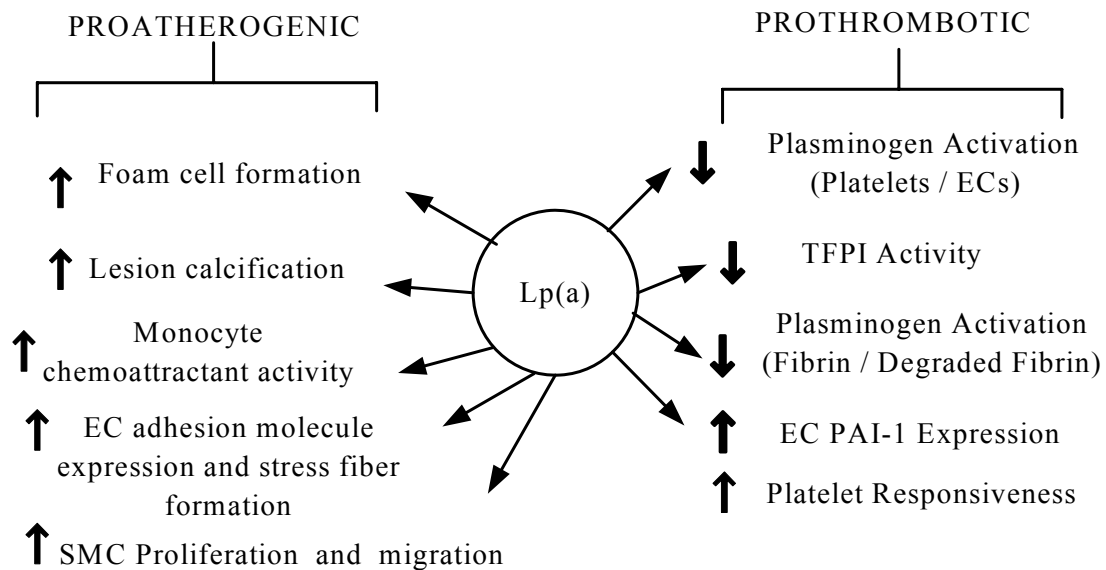 PROATHEROGENIC
Foam cell formation
Lesion calcification
Monocyte
chemoattractant activity
EC adhesion molecule
expression and stress fiber
formation
SMC Proliferation and migration
Lp(a)
PROTHROMBOTIC
Plasminogen Activation
(Platelets / ECs)
TFPI Activity
Plasminogen Activation
(Fibrin / Degraded Fibrin)
EC PAI-1 Expression
Platelet Responsiveness